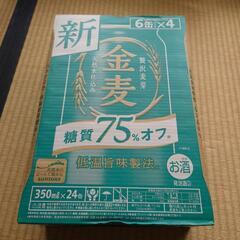 6缶×4
新
贅沢麦芽
金麦
糖質75%オフ
低温旨味製法
お酒
発泡酒②
350ml×24缶
SUNTORY